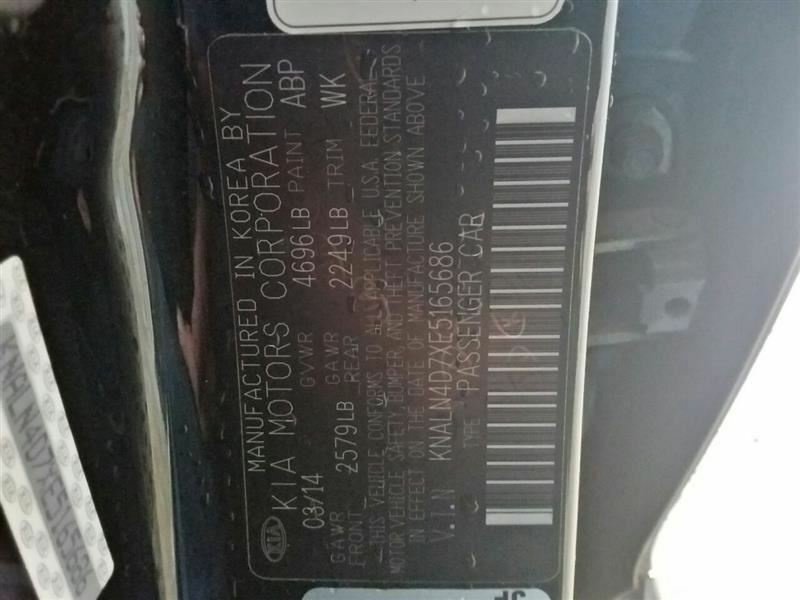 MANUFACTURED IN KOREA BY
KIA MOTORS CORPORATION
KIA
03/14 GVWR 4696LB PAINT ABP
GAWR FRONT 2579LB GAWR REAR 2249LB TRIM WK
THIS VEHICLE CONFORMS TO ALL APPLICABLE U.S.A. FEDERAL
MOTOR VEHICLE SAFETY, BUMPER AND THEFT PREVENTION STANDARDS
IN EFFECT ON THE DATE OF MANUFACTURE SHOWN ABOVE
V.I.N KNALN4D7XE5165686
TYPE : PASSENGER CAR
KNALN4D7XE5165686